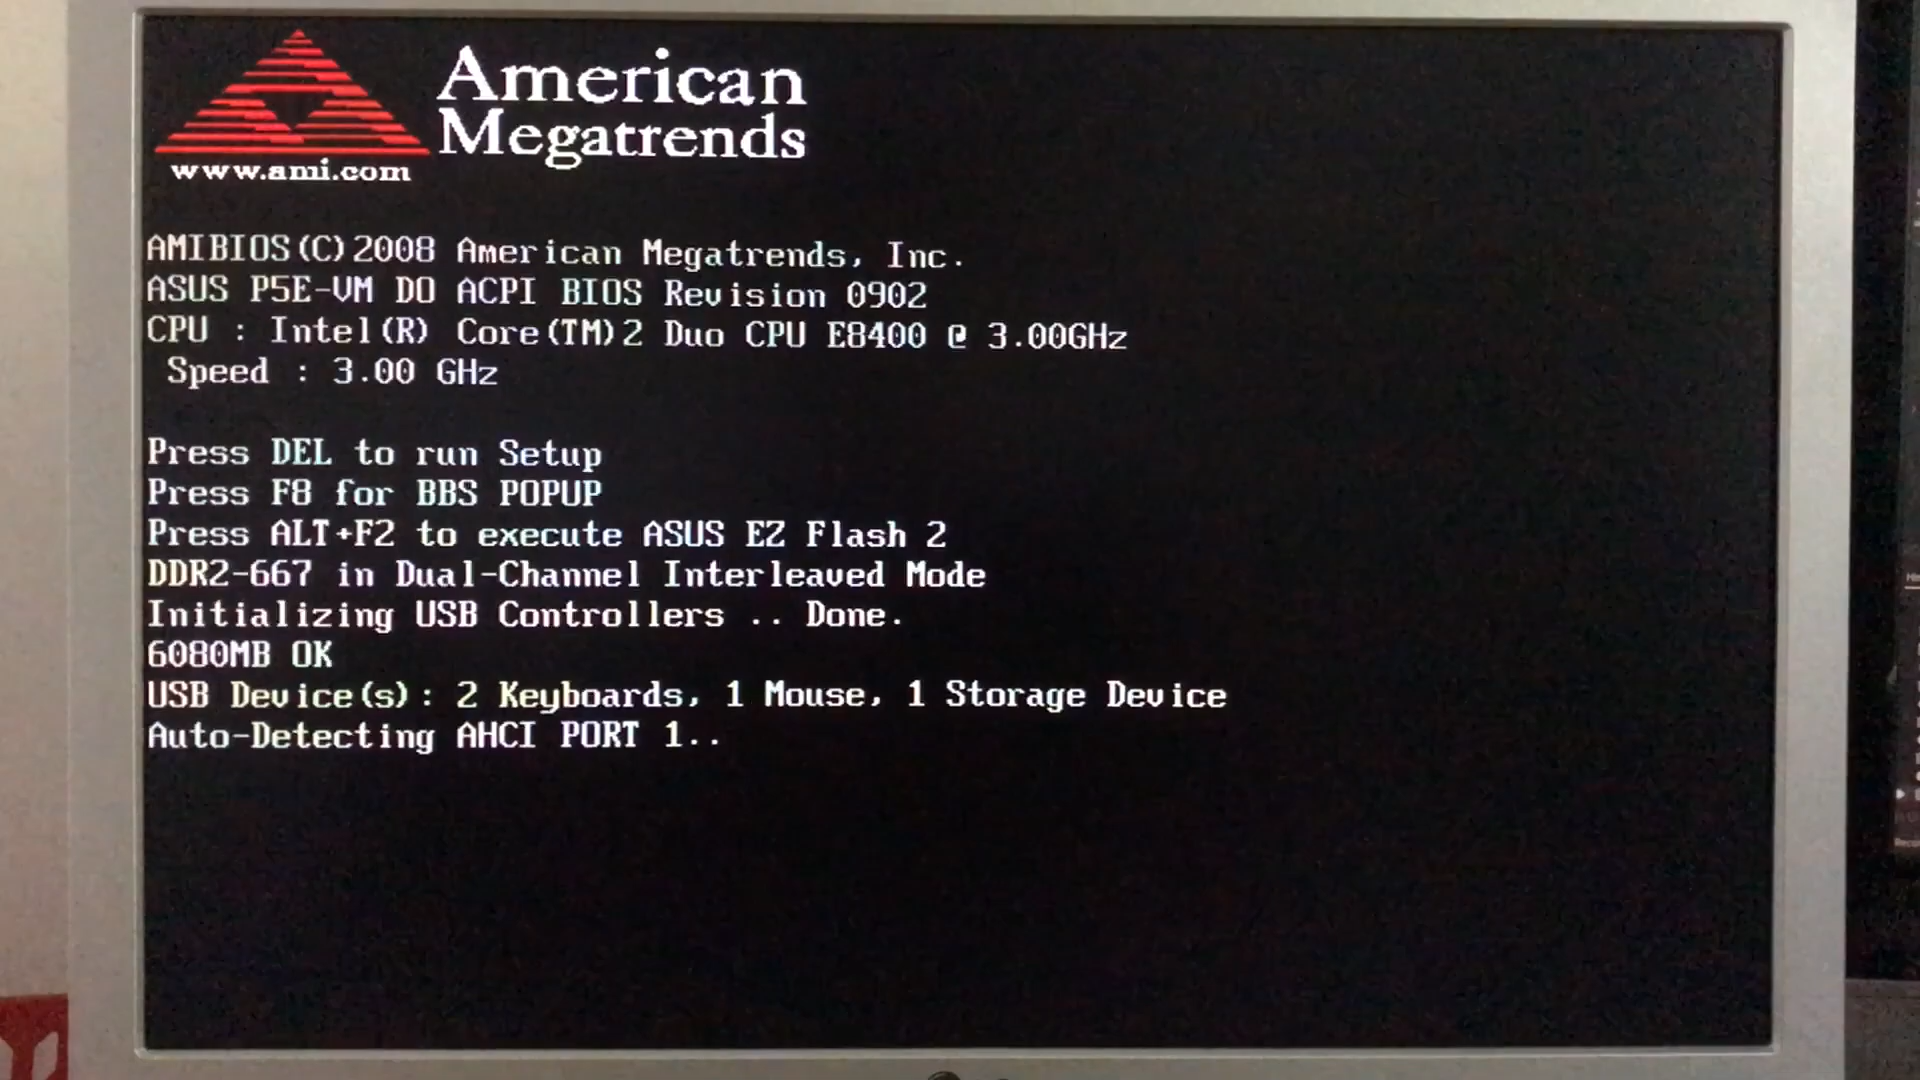 American
Megatrends
www.ami.com
AMIBIOS(C)2008 American Megatrends, Inc.
ASUS P5E-VM DO ACPI BIOS Revision 0902
CPU : Intel(R) Core(TM)2 Duo CPU E8400 @ 3.00GHz
Speed : 3.00 GHz
Press DEL to run Setup
Press F8 for BBS POPUP
Press ALT+F2 to execute ASUS EZ Flash 2
DDR2-667 in Dual-Channel Interleaved Mode
Initializing USB Controllers .. Done.
6080MB OK
USB Device(s): 2 Keyboards, 1 Mouse, 1 Storage Device
Auto-Detecting AHCI PORT 1..